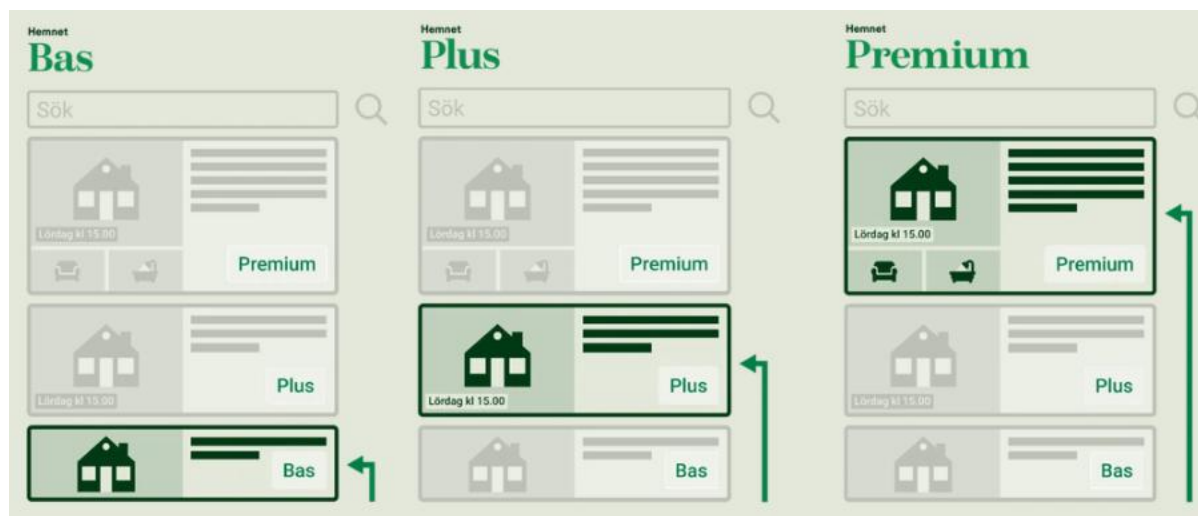 Hemnet
Bas
Sök
Lördag kl 15.00
Premium
Lördag kl 15.00
Plus
Bas
Hemnet
Plus
Sök
Lördag kl 15.00
Premium
Lördag kl 15.00
Plus
Bas
Hemnet
Premium
Sök
Lördag kl 15.00
Premium
Lördag kl 15.00
Plus
Bas